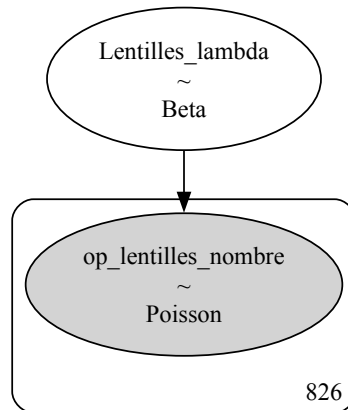 Lentilles_lambda
~
Beta
op_lentilles_nombre
~
Poisson
826